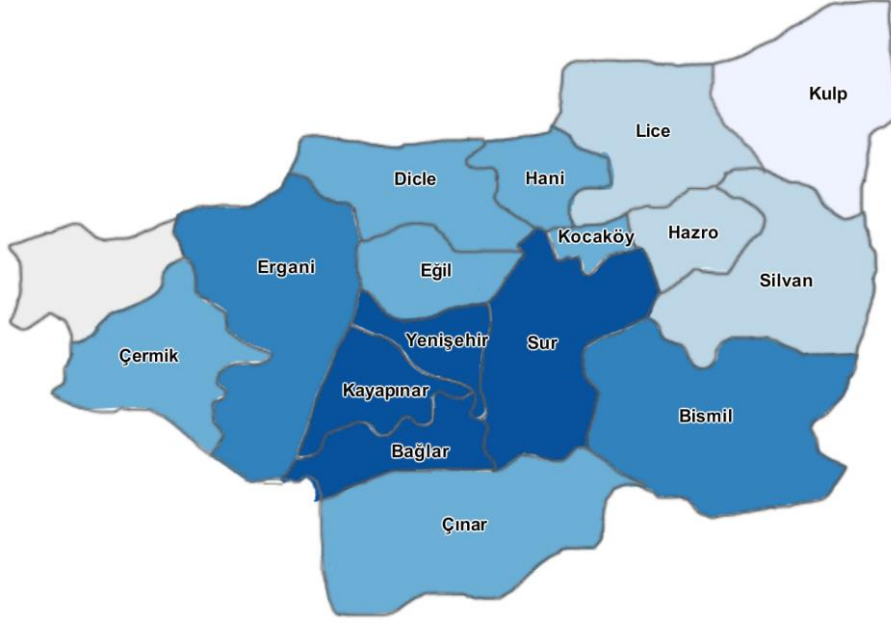 Kulp
Lice
Dicle
Hani
Kocaköy
Hazro
Ergani
Eğil
Silvan
Yenişehir
Sur
Çermik
Kayapınar
Bismil
Bağlar
Çınar